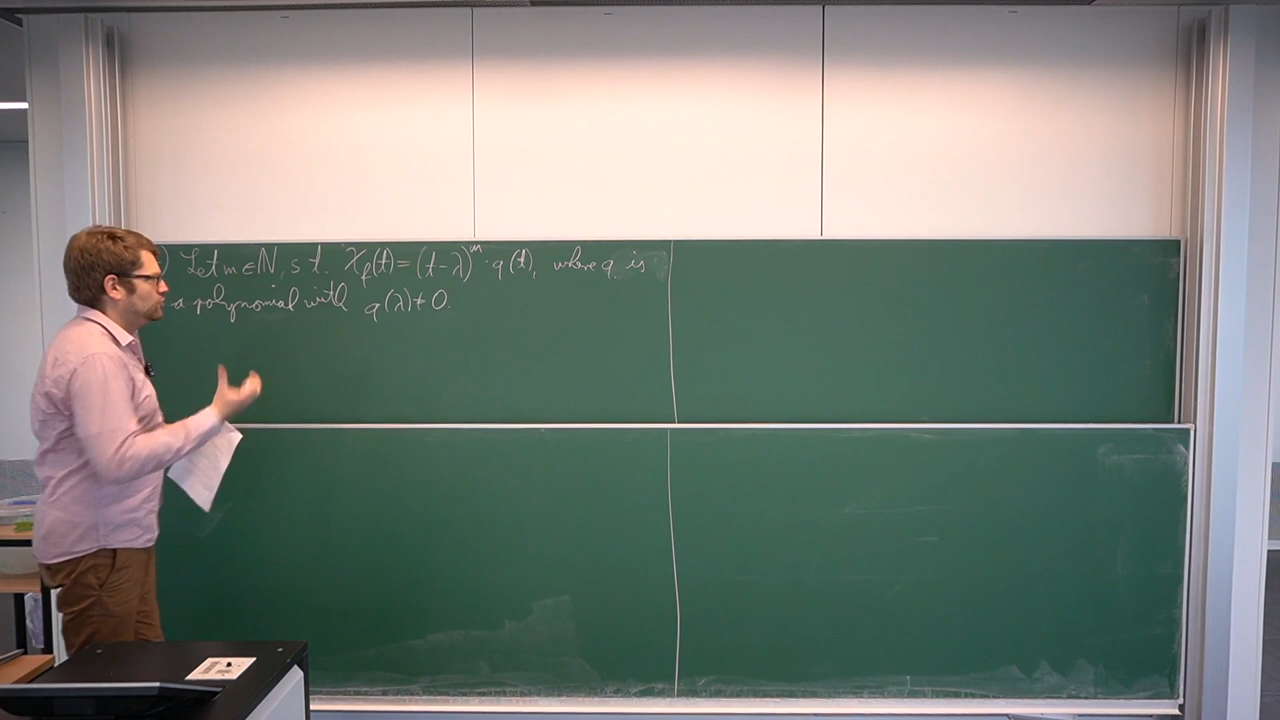 ) Let m ∈ ℕ, s.t. χ_f(t) = (t-λ)^m · q(t), where q is
a polynomial with q(λ) ≠ 0.